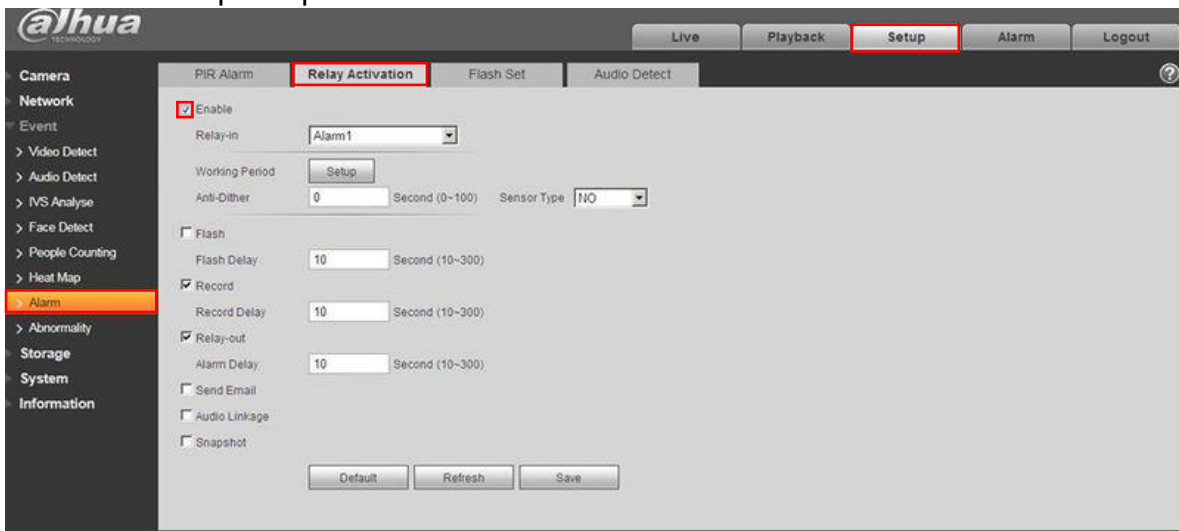 alhua
TECHNOLOGY
Live Playback Setup Alarm Logout
Camera
Network
Event
> Video Detect
> Audio Detect
> IVS Analyse
> Face Detect
> People Counting
> Heat Map
> Alarm
> Abnormality
Storage
System
Information
PIR Alarm Relay Activation Flash Set Audio Detect ?
Enable
Relay-in Alarm1
Working Period Setup
Anti-Dither 0 Second (0~100) Sensor Type NO
Flash
Flash Delay 10 Second (10~300)
Record
Record Delay 10 Second (10~300)
Relay-out
Alarm Delay 10 Second (10~300)
Send Email
Audio Linkage
Snapshot
Default Refresh Save